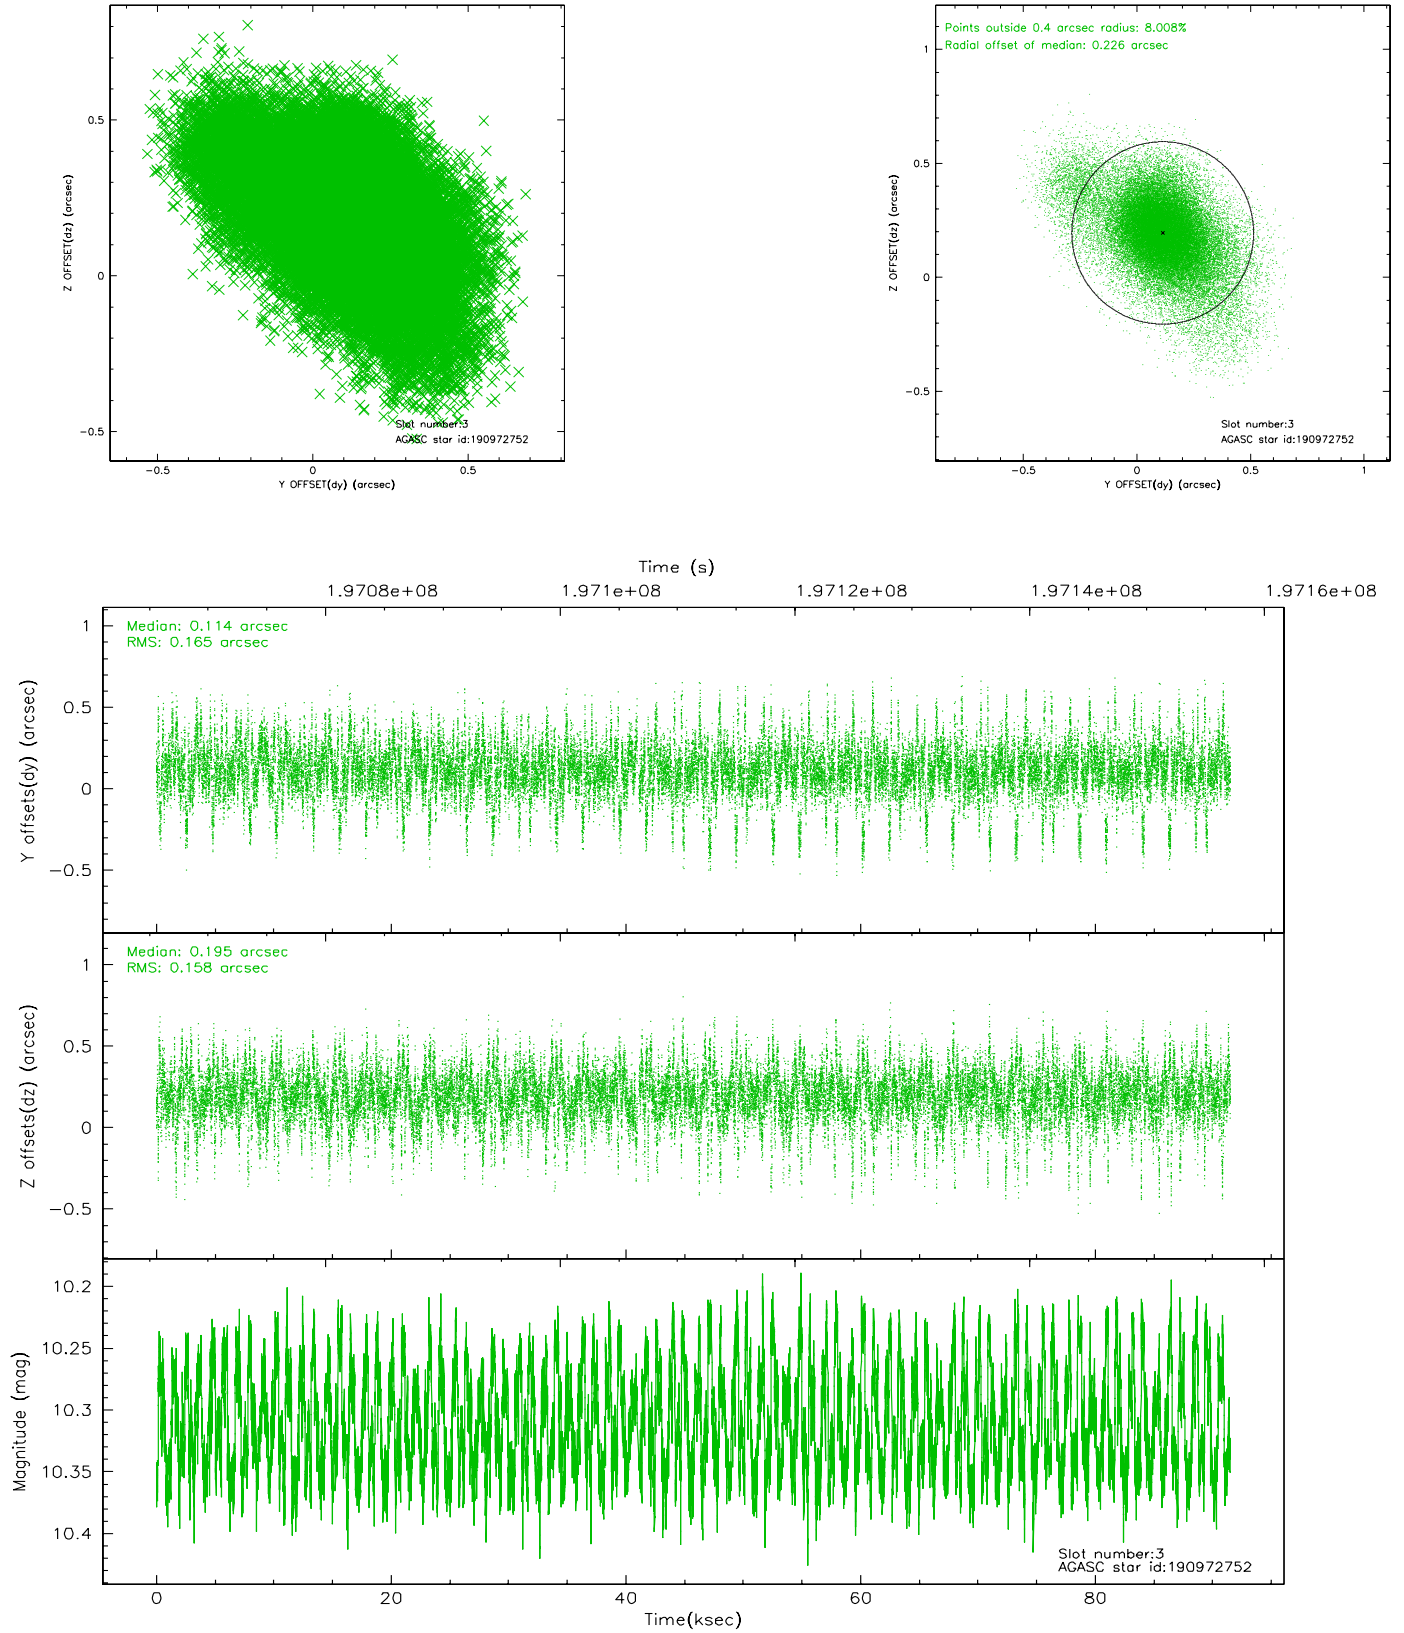 0.5
0
−0.5
Z OFFSET(dz) (arcsec)
−0.5
0
0.5
Y OFFSET(dy) (arcsec)
Slot number:3
AGASC star id:190972752
Points outside 0.4 arcsec radius: 8.008%
Radial offset of median: 0.226 arcsec
1
0.5
0
−0.5
Z OFFSET(dz) (arcsec)
−0.5
0
0.5
1
Y OFFSET(dy) (arcsec)
Slot number:3
AGASC star id:190972752
Time (s)
1.9708e+08
1.971e+08
1.9712e+08
1.9714e+08
1.9716e+08
Median: 0.114 arcsec
RMS: 0.165 arcsec
1
0.5
0
−0.5
Y offsets(dy) (arcsec)
Median: 0.195 arcsec
RMS: 0.158 arcsec
1
0.5
0
−0.5
Z offsets(dz) (arcsec)
10.2
10.25
10.3
10.35
10.4
Magnitude (mag)
Slot number:3
AGASC star id:190972752
0
20
40
60
80
Time(ksec)